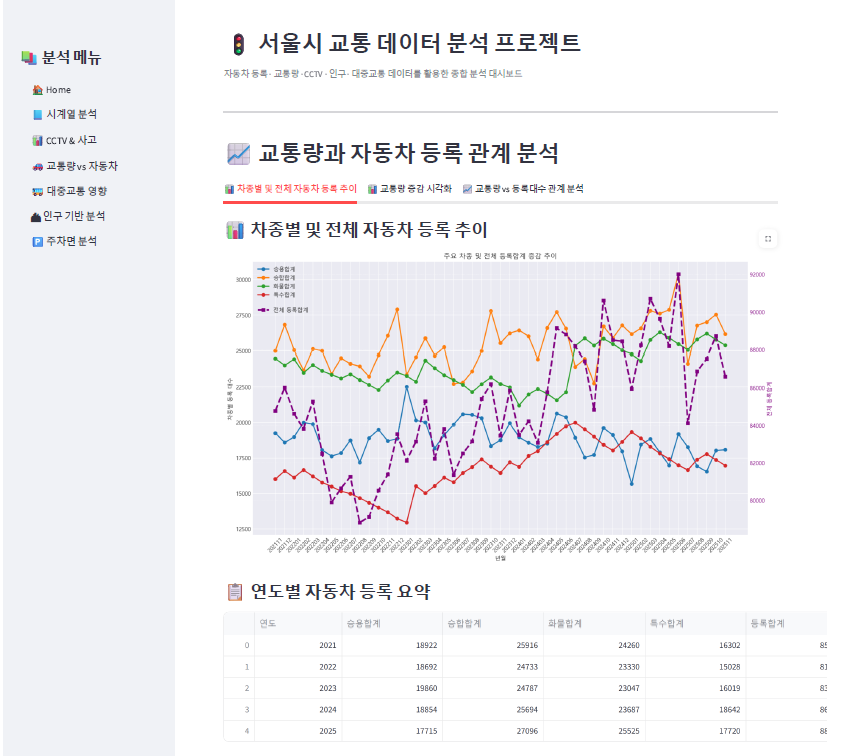 분석 메뉴
Home
시계열 분석
CCTV & 사고
교통량 vs 자동차
대중교통 영향
인구 기반 분석
주차면 분석
서울시 교통 데이터 분석 프로젝트
자동차 등록 · 교통량 · CCTV · 인구 · 대중교통 데이터를 활용한 종합 분석 대시보드
교통량과 자동차 등록 관계 분석
차종별 및 전체 자동차 등록 추이 교통량 증감 시각화 교통량 vs 등록대수 관계 분석
차종별 및 전체 자동차 등록 추이
주요 차종 및 전체 등록합계 증감 추이
승용합계
승합합계
화물합계
특수합계
전체 등록합계
30000
27500
25000
22500
20000
17500
15000
12500
차종별 등록 대수
92000
90000
88000
86000
84000
82000
80000
전체 등록합계
년월
연도별 자동차 등록 요약
연도 승용합계 승합합계 화물합계 특수합계 등록합계
0 2021 18922 25916 24260 16302 85
1 2022 18692 24733 23330 15028 81
2 2023 19860 24787 23047 16019 83
3 2024 18854 25694 23687 18642 86
4 2025 17715 27096 25525 17720 88